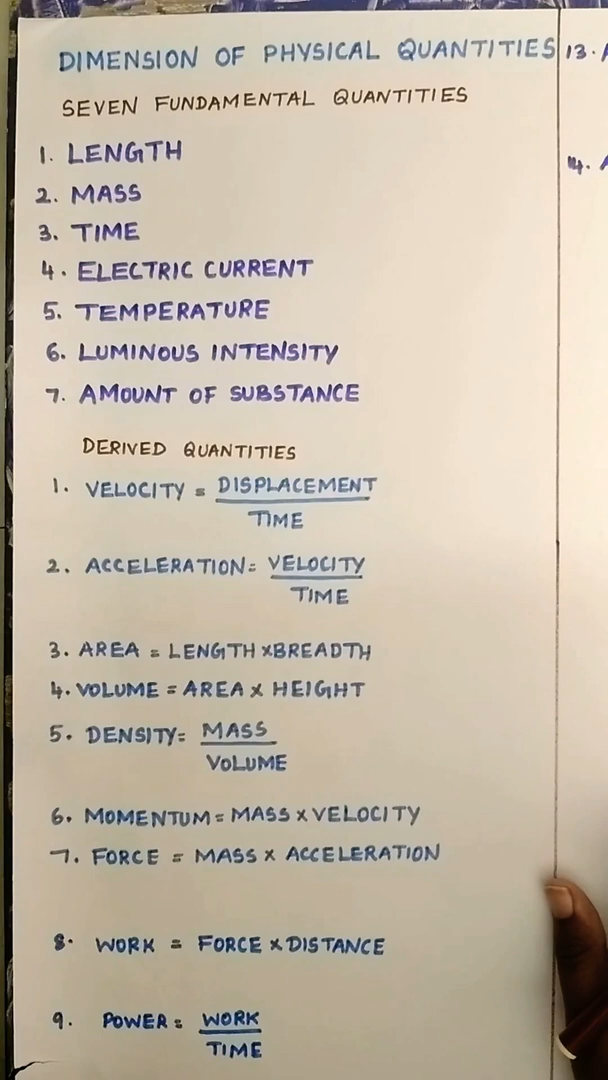 DIMENSION OF PHYSICAL QUANTITIES
SEVEN FUNDAMENTAL QUANTITIES
1. LENGTH
2. MASS
3. TIME
4. ELECTRIC CURRENT
5. TEMPERATURE
6. LUMINOUS INTENSITY
7. AMOUNT OF SUBSTANCE
DERIVED QUANTITIES
1. VELOCITY = DISPLACEMENT
TIME
2. ACCELERATION = VELOCITY
TIME
3. AREA = LENGTH X BREADTH
4. VOLUME = AREA X HEIGHT
5. DENSITY = MASS
VOLUME
6. MOMENTUM = MASS X VELOCITY
7. FORCE = MASS X ACCELERATION
8. WORK = FORCE X DISTANCE
9. POWER = WORK
TIME
13. A
14. A